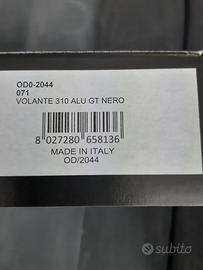 OD0-2044
071
VOLANTE 310 ALU GT NERO
8 027280 658136
MADE IN ITALY
OD/2044
subito